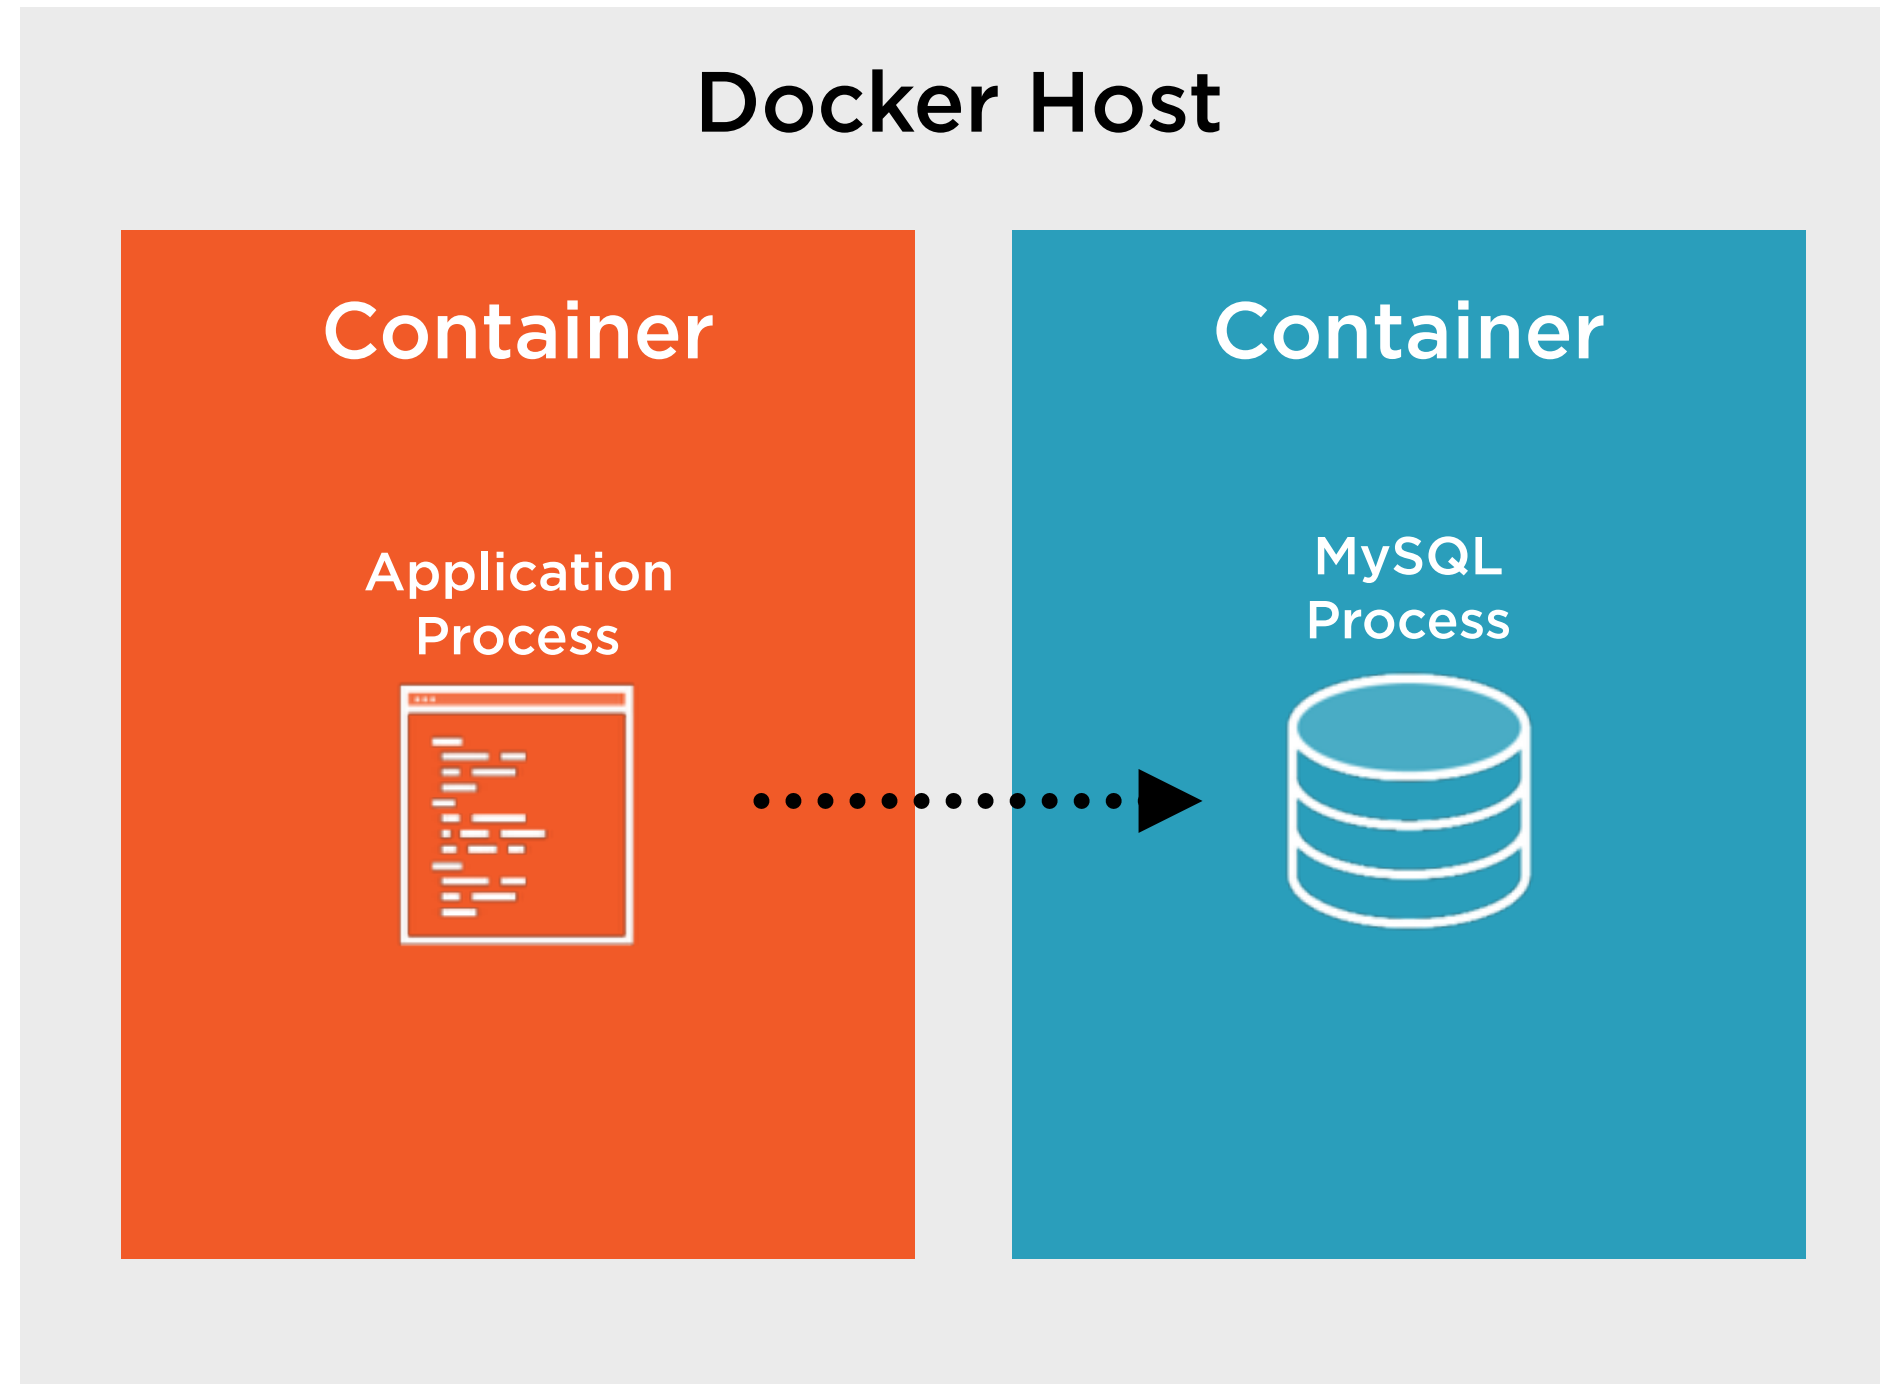 Docker Host
Container
Application
Process
Container
MySQL
Process